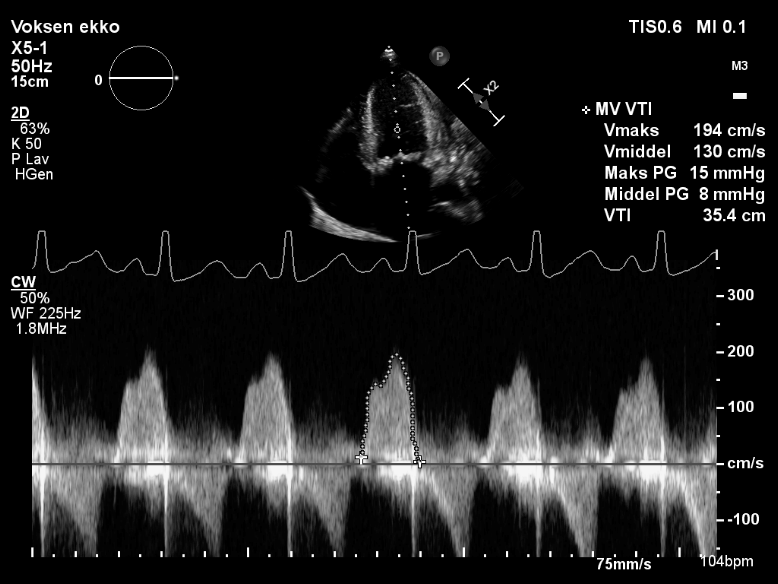 Voksen ekko
X5-1
50Hz
15cm
0
2D
63%
K 50
P Lav
HGen
P
X2
TIS0.6 MI 0.1
M3
MV VTI
Vmaks 194 cm/s
Vmiddel 130 cm/s
Maks PG 15 mmHg
Middel PG 8 mmHg
VTI 35.4 cm
CW
50%
WF 225Hz
1.8MHz
300
200
100
cm/s
-100
75mm/s
104bpm